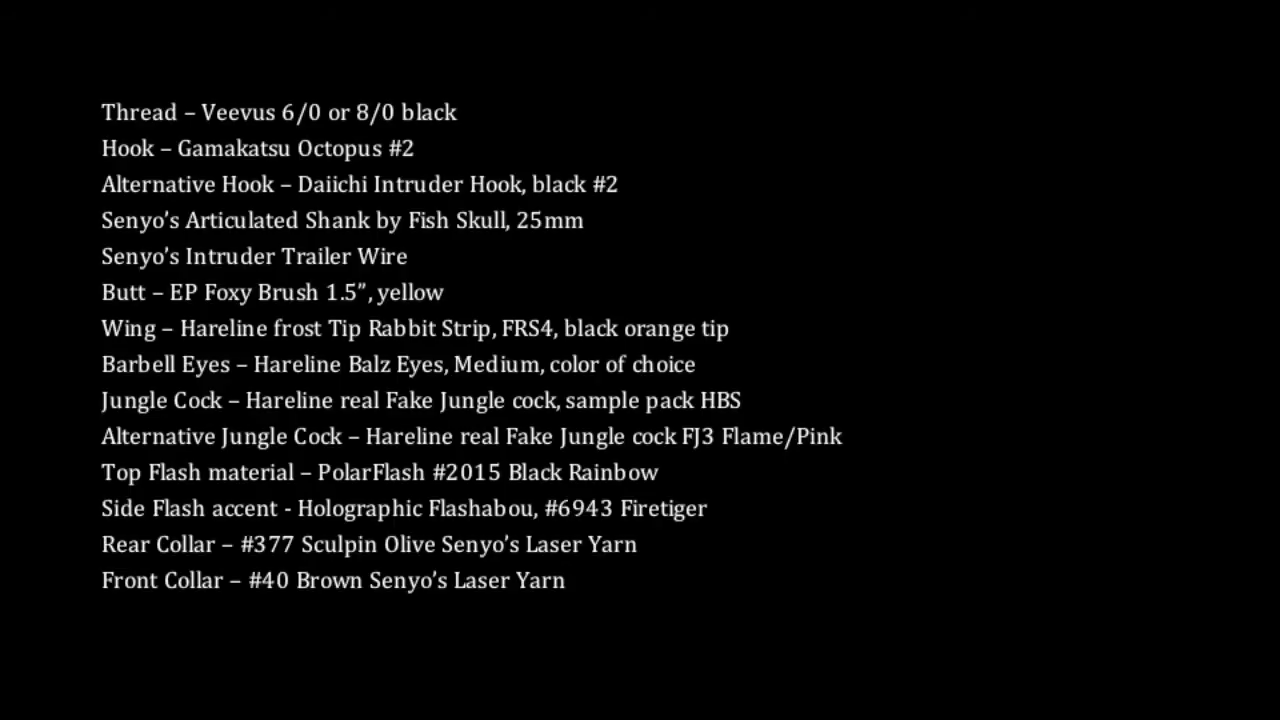 Thread – Veevus 6/0 or 8/0 black
Hook – Gamakatsu Octopus #2
Alternative Hook – Daiichi Intruder Hook, black #2
Senyo’s Articulated Shank by Fish Skull, 25mm
Senyo’s Intruder Trailer Wire
Butt – EP Foxy Brush 1.5”, yellow
Wing – Hareline frost Tip Rabbit Strip, FRS4, black orange tip
Barbell Eyes – Hareline Balz Eyes, Medium, color of choice
Jungle Cock – Hareline real Fake Jungle cock, sample pack HBS
Alternative Jungle Cock – Hareline real Fake Jungle cock FJ3 Flame/Pink
Top Flash material – PolarFlash #2015 Black Rainbow
Side Flash accent - Holographic Flashabou, #6943 Firetiger
Rear Collar – #377 Sculpin Olive Senyo’s Laser Yarn
Front Collar – #40 Brown Senyo’s Laser Yarn